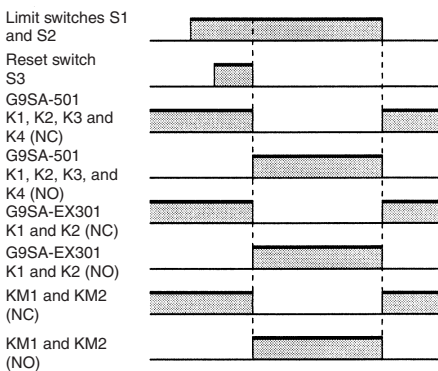 Limit switches S1
and S2
Reset switch
S3
G9SA-501
K1, K2, K3 and
K4 (NC)
G9SA-501
K1, K2, K3, and
K4 (NO)
G9SA-EX301
K1 and K2 (NC)
G9SA-EX301
K1 and K2 (NO)
KM1 and KM2
(NC)
KM1 and KM2
(NO)